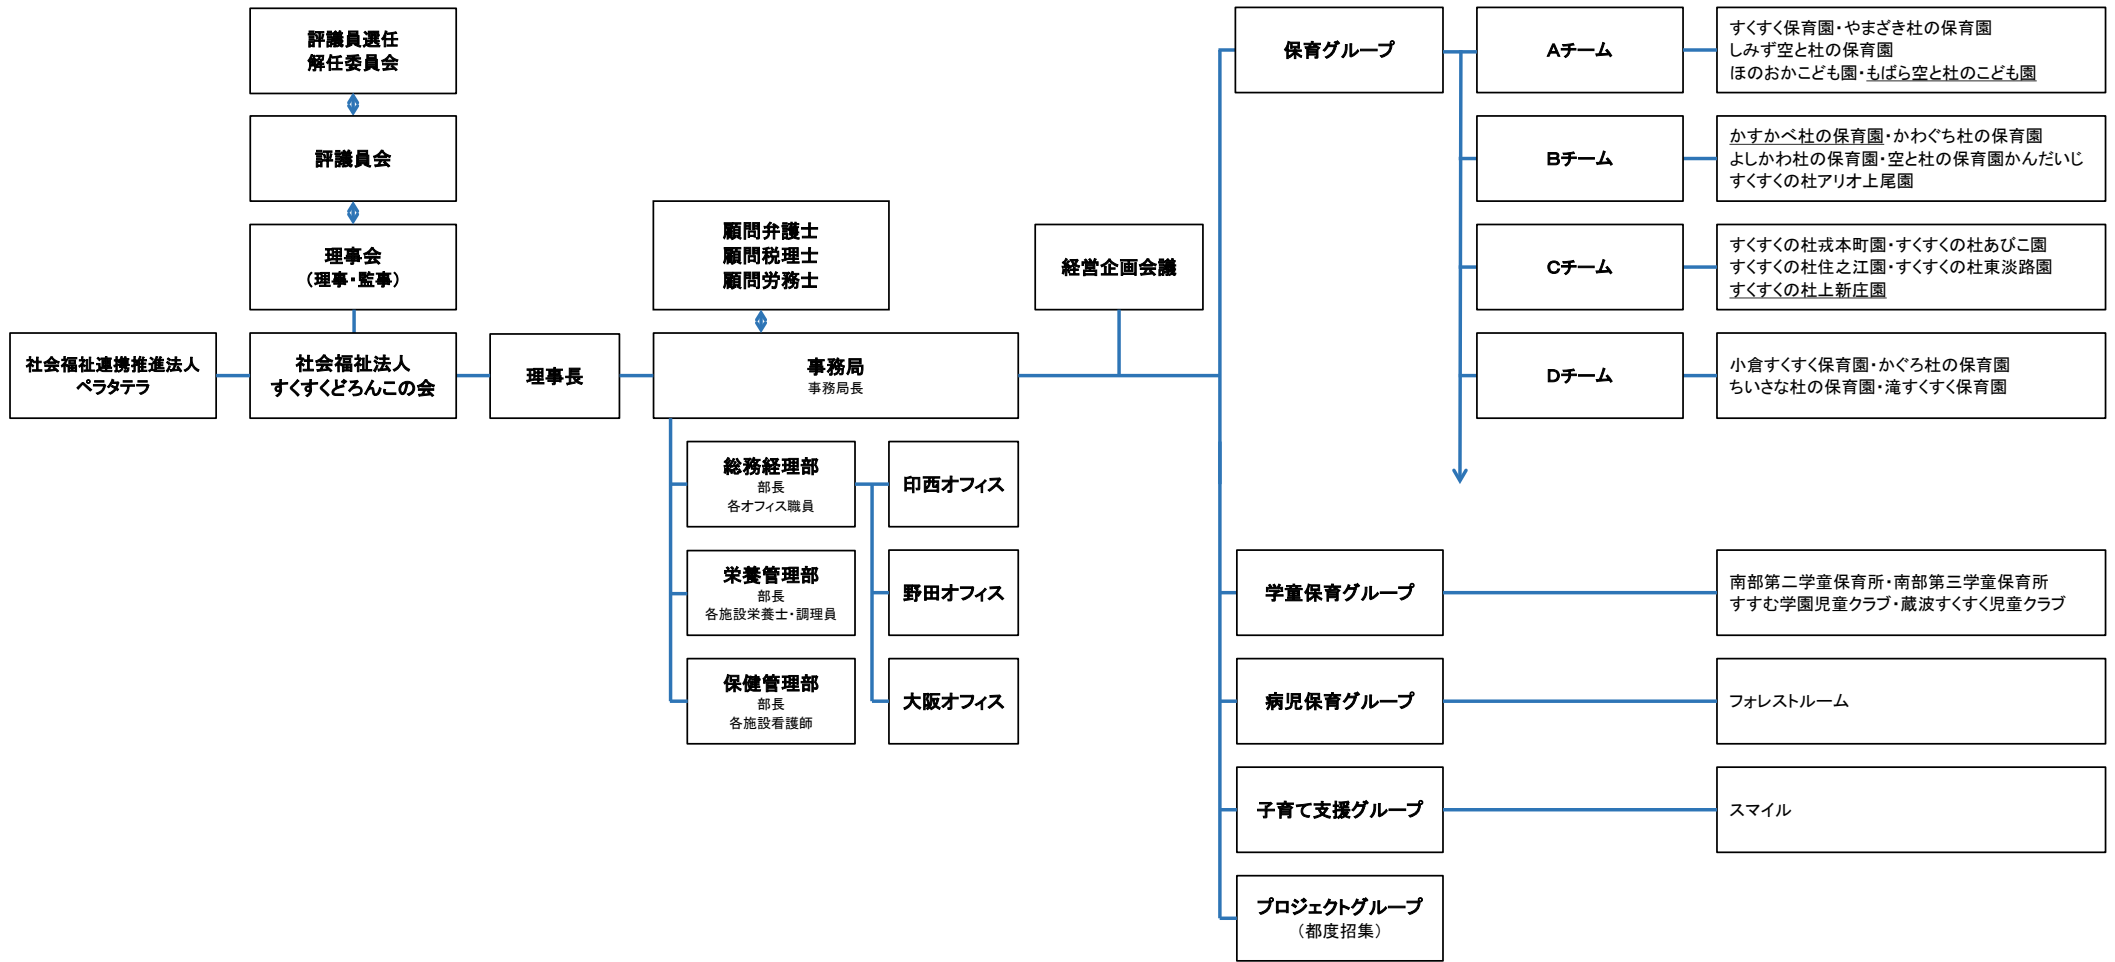 評議員選任
解任委員会
評議員会
理事会
（理事・監事）
社会福祉連携推進法人
ペラタテラ
社会福祉法人
すくすくどろんこの会
理事長
顧問弁護士
顧問税理士
顧問労務士
事務局
事務局長
総務経理部
部長
各オフィス職員
印西オフィス
栄養管理部
部長
各施設栄養士・調理員
野田オフィス
保健管理部
部長
各施設看護師
大阪オフィス
経営企画会議
保育グループ
Aチーム
すくすく保育園・やまざき杜の保育園
しみず空と杜の保育園
ほのおかこども園・もばら空と杜のこども園
Bチーム
かすかべ杜の保育園・かわぐち杜の保育園
よしかわ杜の保育園・空と杜の保育園かんだいじ
すくすくの杜アリオ上尾園
Cチーム
すくすくの杜戎本町園・すくすくの杜あびこ園
すくすくの杜住之江園・すくすくの杜東淡路園
すくすくの杜上新庄園
Dチーム
小倉すくすく保育園・かぐろ杜の保育園
ちいさな杜の保育園・滝すくすく保育園
学童保育グループ
南部第二学童保育所・南部第三学童保育所
すすむ学園児童クラブ・蔵波すくすく児童クラブ
病児保育グループ
フォレストルーム
子育て支援グループ
スマイル
プロジェクトグループ
（都度招集）